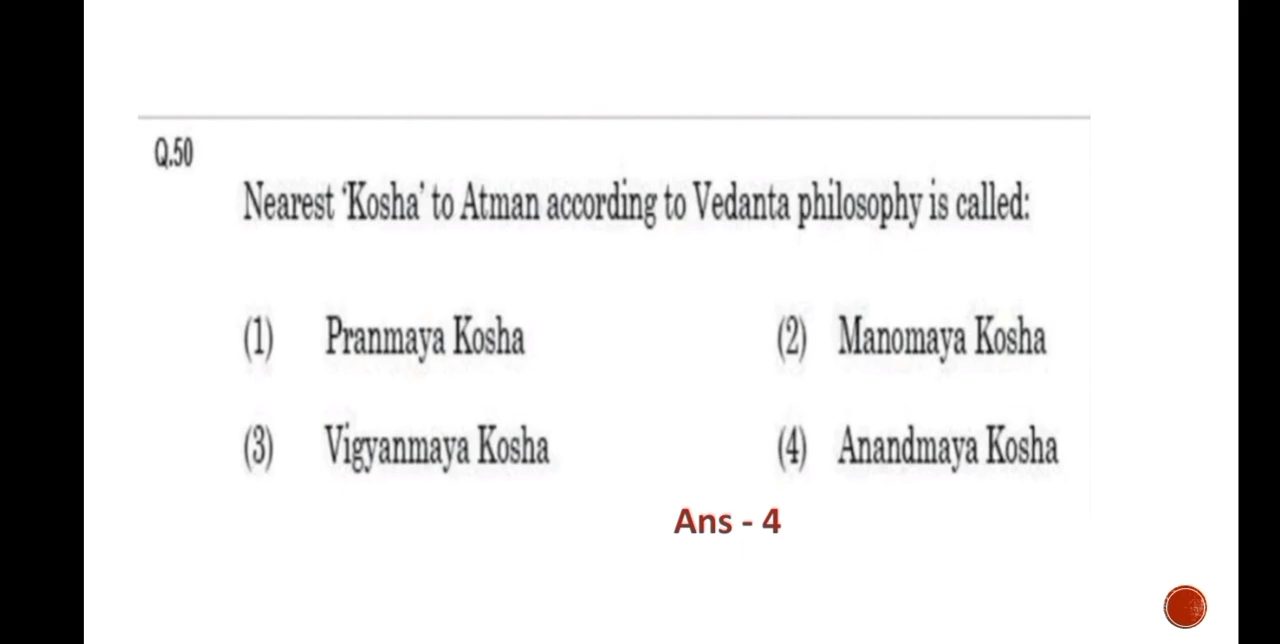 Q.50
Nearest ‘Kosha’ to Atman according to Vedanta philosophy is called:
(1) Pranmaya Kosha (2) Manomaya Kosha
(3) Vigyanmaya Kosha (4) Anandmaya Kosha
Ans - 4